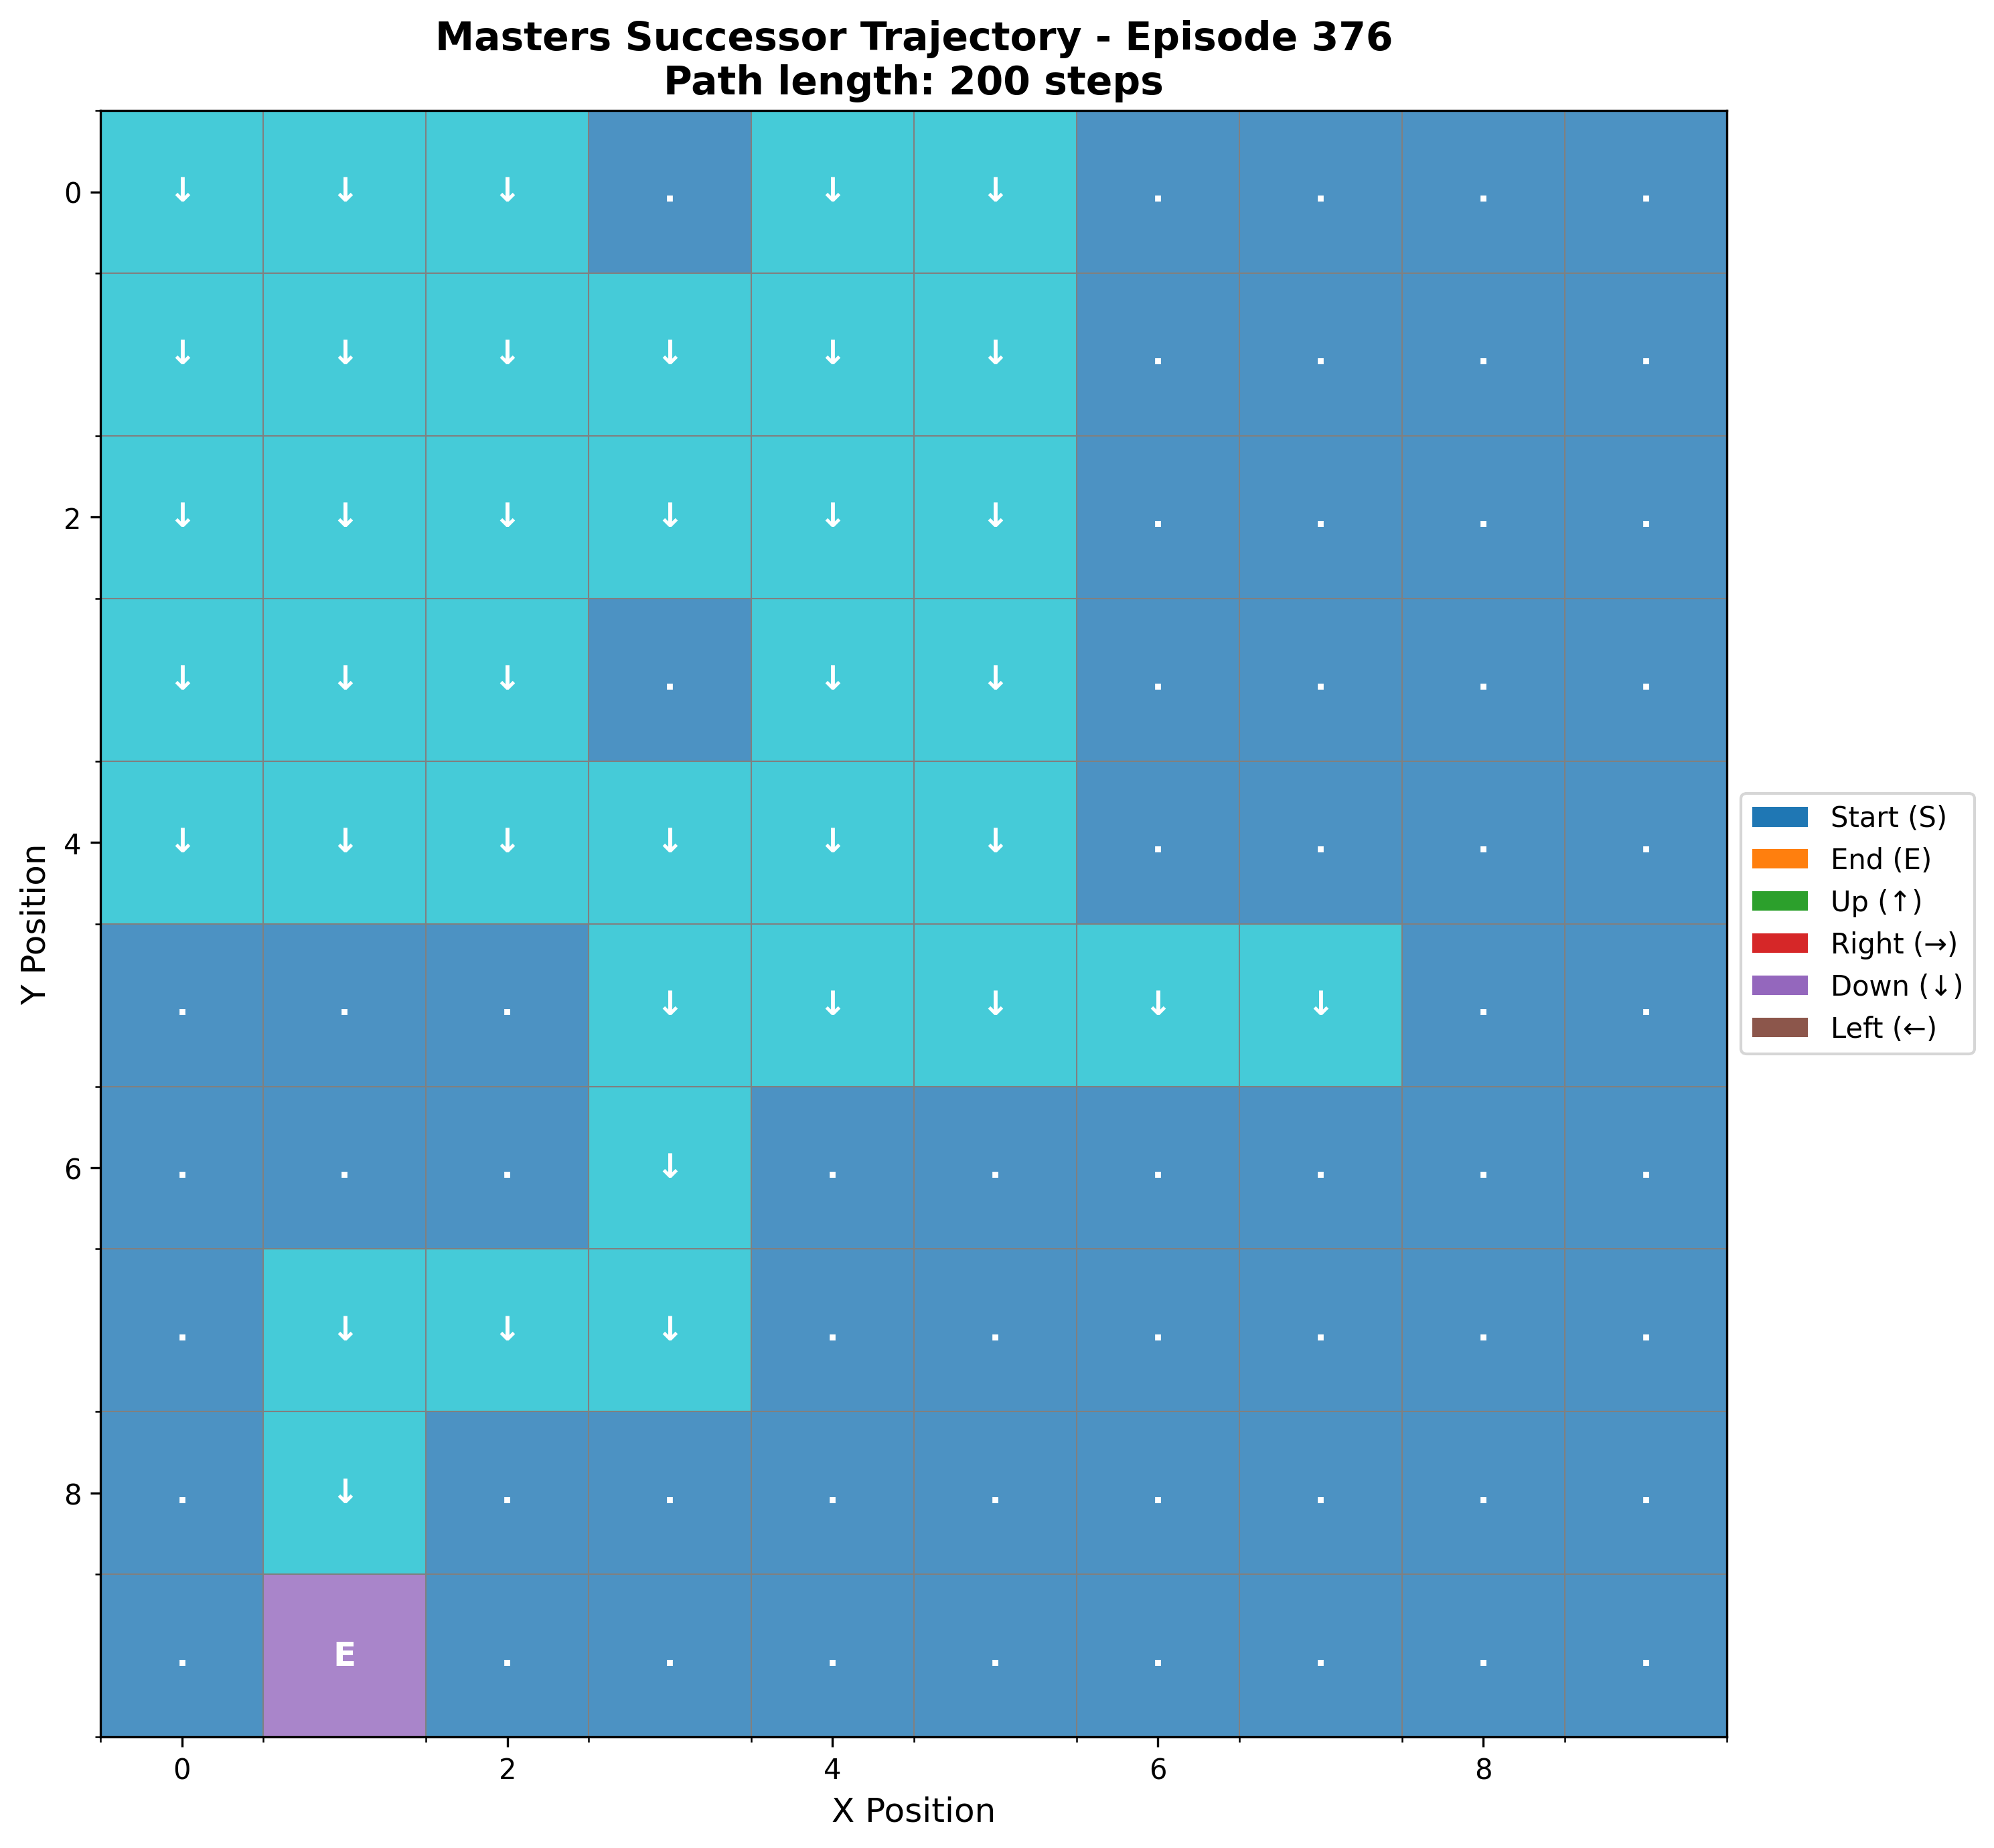 Masters Successor Trajectory - Episode 376
Path length: 200 steps
0 ↓ ↓ ↓ . ↓ ↓ . . . .
↓ ↓ ↓ ↓ ↓ ↓ . . . .
2 ↓ ↓ ↓ ↓ ↓ ↓ . . . .
↓ ↓ ↓ . ↓ ↓ . . . .
4 ↓ ↓ ↓ ↓ ↓ ↓ . . . .
. . . ↓ ↓ ↓ ↓ ↓ . .
6 . . . ↓ . . . . . .
. ↓ ↓ ↓ . . . . . .
8 . ↓ . . . . . . . .
. E . . . . . . . .
0 2 4 6 8
X Position
Y Position
Start (S)
End (E)
Up (↑)
Right (→)
Down (↓)
Left (←)